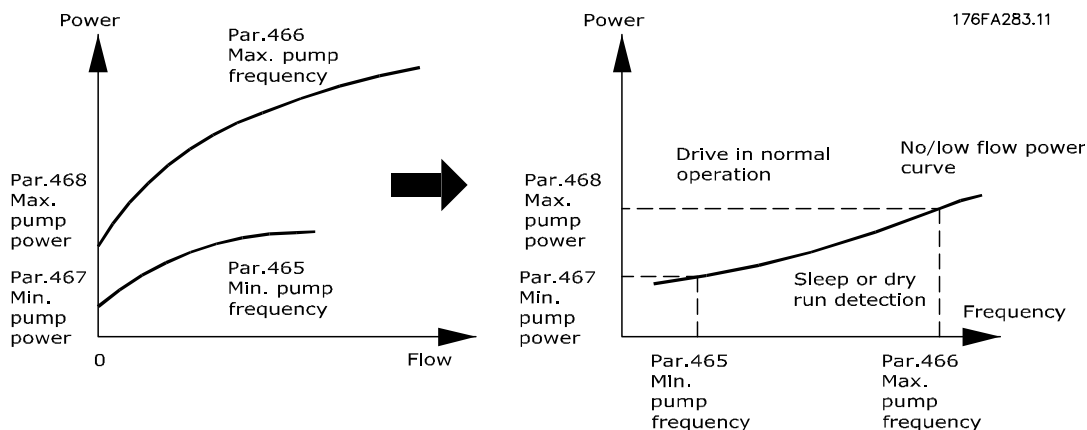 Power
Par.466
Max. pump
frequency
Par.468
Max.
pump
power
Par.467
Min.
pump
power
Par.465
Min. pump
frequency
0
Flow
Power
176FA283.11
Drive in normal
operation
No/low flow power
curve
Par.468
Max.
pump
power
Par.467
Min.
pump
power
Sleep or dry
run detection
Frequency
Par.465
Min.
pump
frequency
Par.466
Max.
pump
frequency